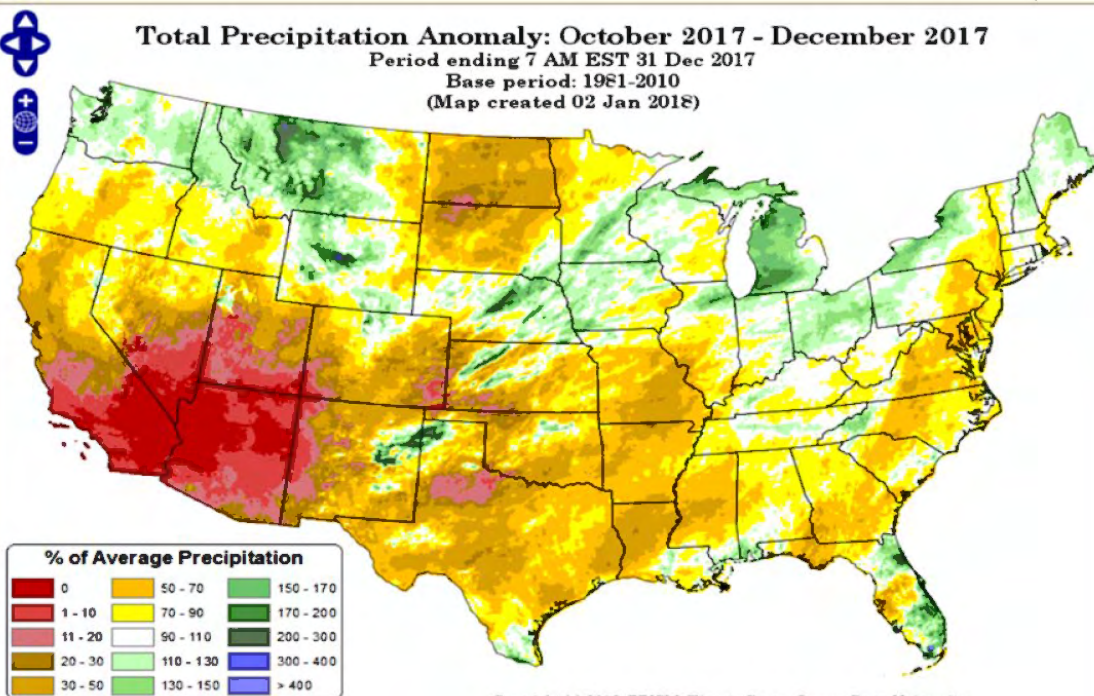 Total Precipitation Anomaly: October 2017 - December 2017
Period ending 7 AM EST 31 Dec 2017
Base period: 1981-2010
(Map created 02 Jan 2018)
% of Average Precipitation
0
50 - 70
150 - 170
1 - 10
70 - 90
170 - 200
11 - 20
90 - 110
200 - 300
20 - 30
110 - 130
300 - 400
30 - 50
130 - 150
> 400